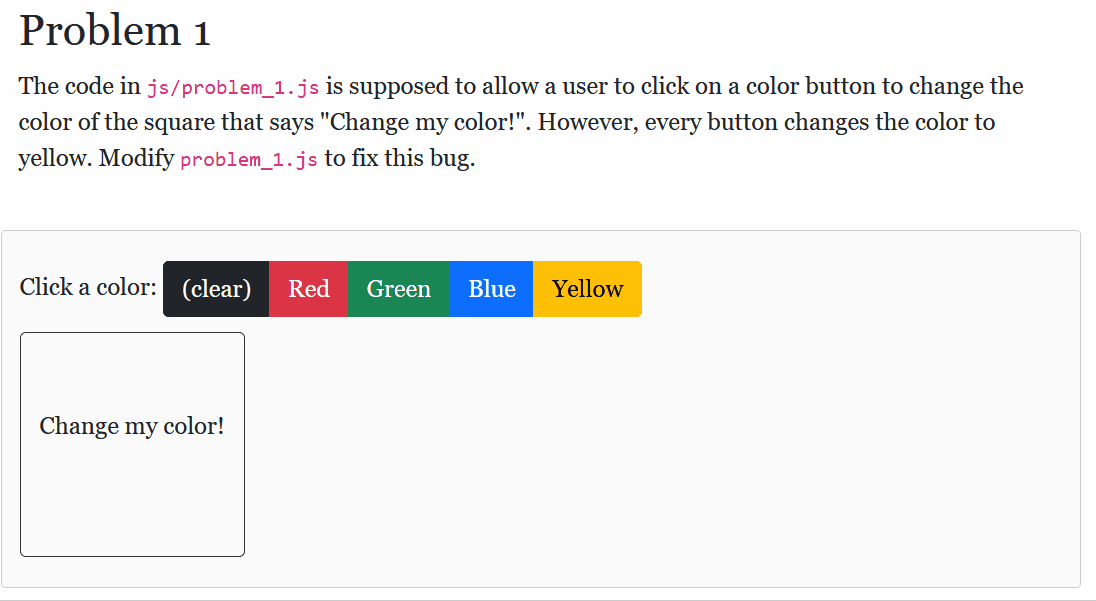 Problem 1
The code in js/problem_1.js is supposed to allow a user to click on a color button to change the
color of the square that says "Change my color!". However, every button changes the color to
yellow. Modify problem_1.js to fix this bug.
Click a color: (clear) Red Green Blue Yellow
Change my color!